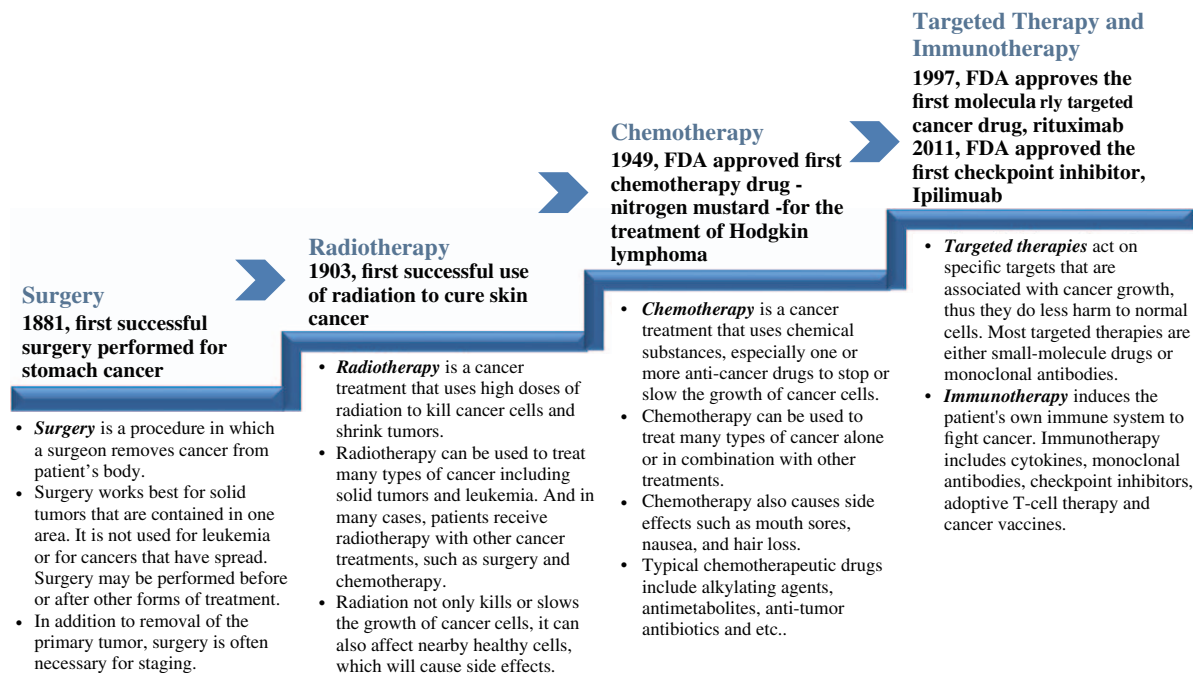 Surgery
1881, first successful
surgery performed for
stomach cancer
• Surgery is a procedure in which
a surgeon removes cancer from
patient’s body.
• Surgery works best for solid
tumors that are contained in one
area. It is not used for leukemia
or for cancers that have spread.
Surgery may be performed before
or after other forms of treatment.
• In addition to removal of the
primary tumor, surgery is often
necessary for staging.
Radiotherapy
1903, first successful use
of radiation to cure skin
cancer
• Radiotherapy is a cancer
treatment that uses high doses of
radiation to kill cancer cells and
shrink tumors.
• Radiotherapy can be used to treat
many types of cancer including
solid tumors and leukemia. And in
many cases, patients receive
radiotherapy with other cancer
treatments, such as surgery and
chemotherapy.
• Radiation not only kills or slows
the growth of cancer cells, it can
also affect nearby healthy cells,
which will cause side effects.
Chemotherapy
1949, FDA approved first
chemotherapy drug -
nitrogen mustard -for the
treatment of Hodgkin
lymphoma
• Chemotherapy is a cancer
treatment that uses chemical
substances, especially one or
more anti-cancer drugs to stop or
slow the growth of cancer cells.
• Chemotherapy can be used to
treat many types of cancer alone
or in combination with other
treatments.
• Chemotherapy also causes side
effects such as mouth sores,
nausea, and hair loss.
• Typical chemotherapeutic drugs
include alkylating agents,
antimetabolites, anti-tumor
antibiotics and etc..
Targeted Therapy and
Immunotherapy
1997, FDA approves the
first molecula rly targeted
cancer drug, rituximab
2011, FDA approved the
first checkpoint inhibitor,
Ipilimuab
• Targeted therapies act on
specific targets that are
associated with cancer growth,
thus they do less harm to normal
cells. Most targeted therapies are
either small-molecule drugs or
monoclonal antibodies.
• Immunotherapy induces the
patient's own immune system to
fight cancer. Immunotherapy
includes cytokines, monoclonal
antibodies, checkpoint inhibitors,
adoptive T-cell therapy and
cancer vaccines.